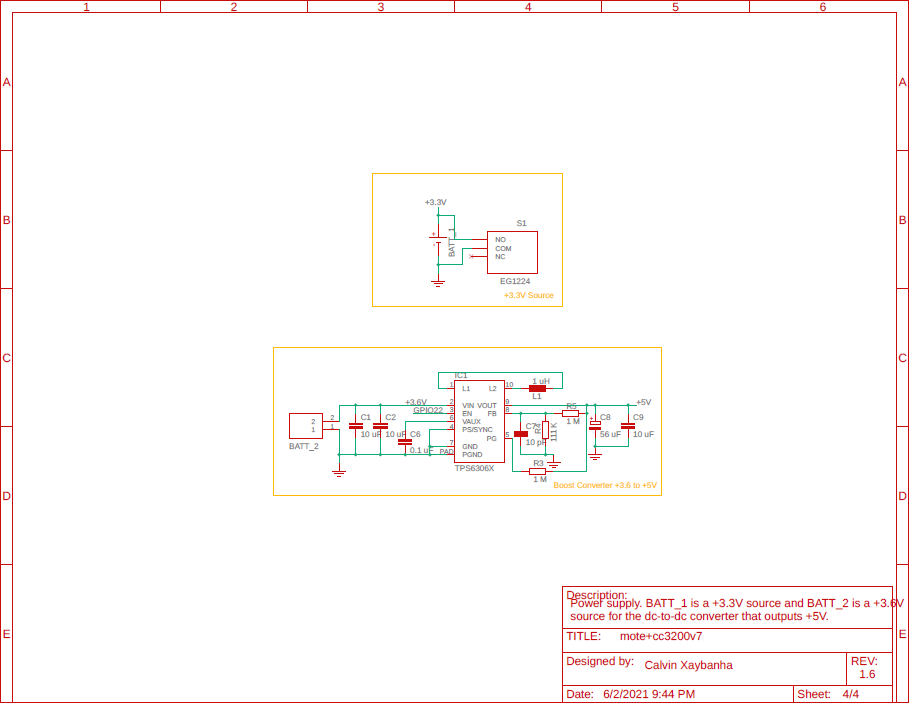 1 2 3 4 5 6
A A
B B
C C
D D
E E
+3.3V
S1
+
-
BATT_1
NO
COM
NC
EG1224
+3.3V Source
IC1
1 L1 L2 10
1 uH
L1
+3.6V
2 VIN VOUT 9
GPIO22 3 EN FB 8
6 VAUX
4 PS/SYNC
PG 5
7 GND
PAD PGND
TPS6306X
2 2
1 1
BATT_2
C1
10 uF
C2
10 uF
C6
0.1 uF
C7
10 pF
R4
111 K
R5
1 M
R3
1 M
+5V
+
C8
56 uF
C9
10 uF
Boost Converter +3.6 to +5V
Description:
Power supply. BATT_1 is a +3.3V source and BATT_2 is a +3.6V
source for the dc-to-dc converter that outputs +5V.
TITLE: mote+cc3200v7
Designed by: Calvin Xaybanha
REV:
1.6
Date: 6/2/2021 9:44 PM
Sheet: 4/4